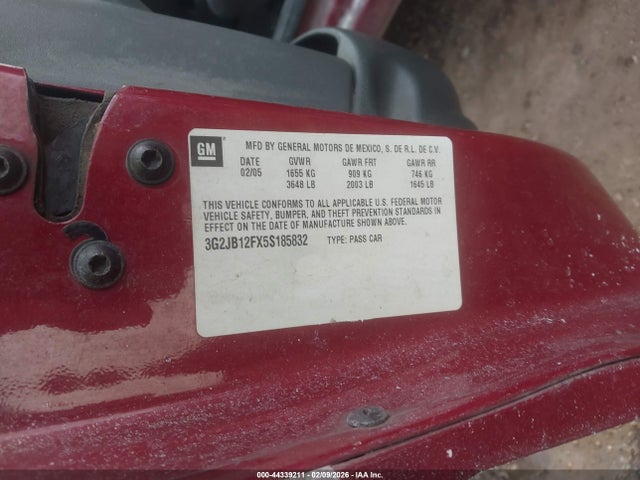 GM
MFD BY GENERAL MOTORS DE MEXICO, S. DE R.L. DE C.V.
DATE GVWR GAWR FRT GAWR RR
02/05 1655 KG 909 KG 746 KG
3648 LB 2003 LB 1645 LB
THIS VEHICLE CONFORMS TO ALL APPLICABLE U.S. FEDERAL MOTOR
VEHICLE SAFETY, BUMPER, AND THEFT PREVENTION STANDARDS IN
EFFECT ON THE DATE OF MANUFACTURE SHOWN ABOVE.
3G2JB12FX5S185832 TYPE: PASS CAR
000-44339211 - 02/09/2026 - IAA Inc.